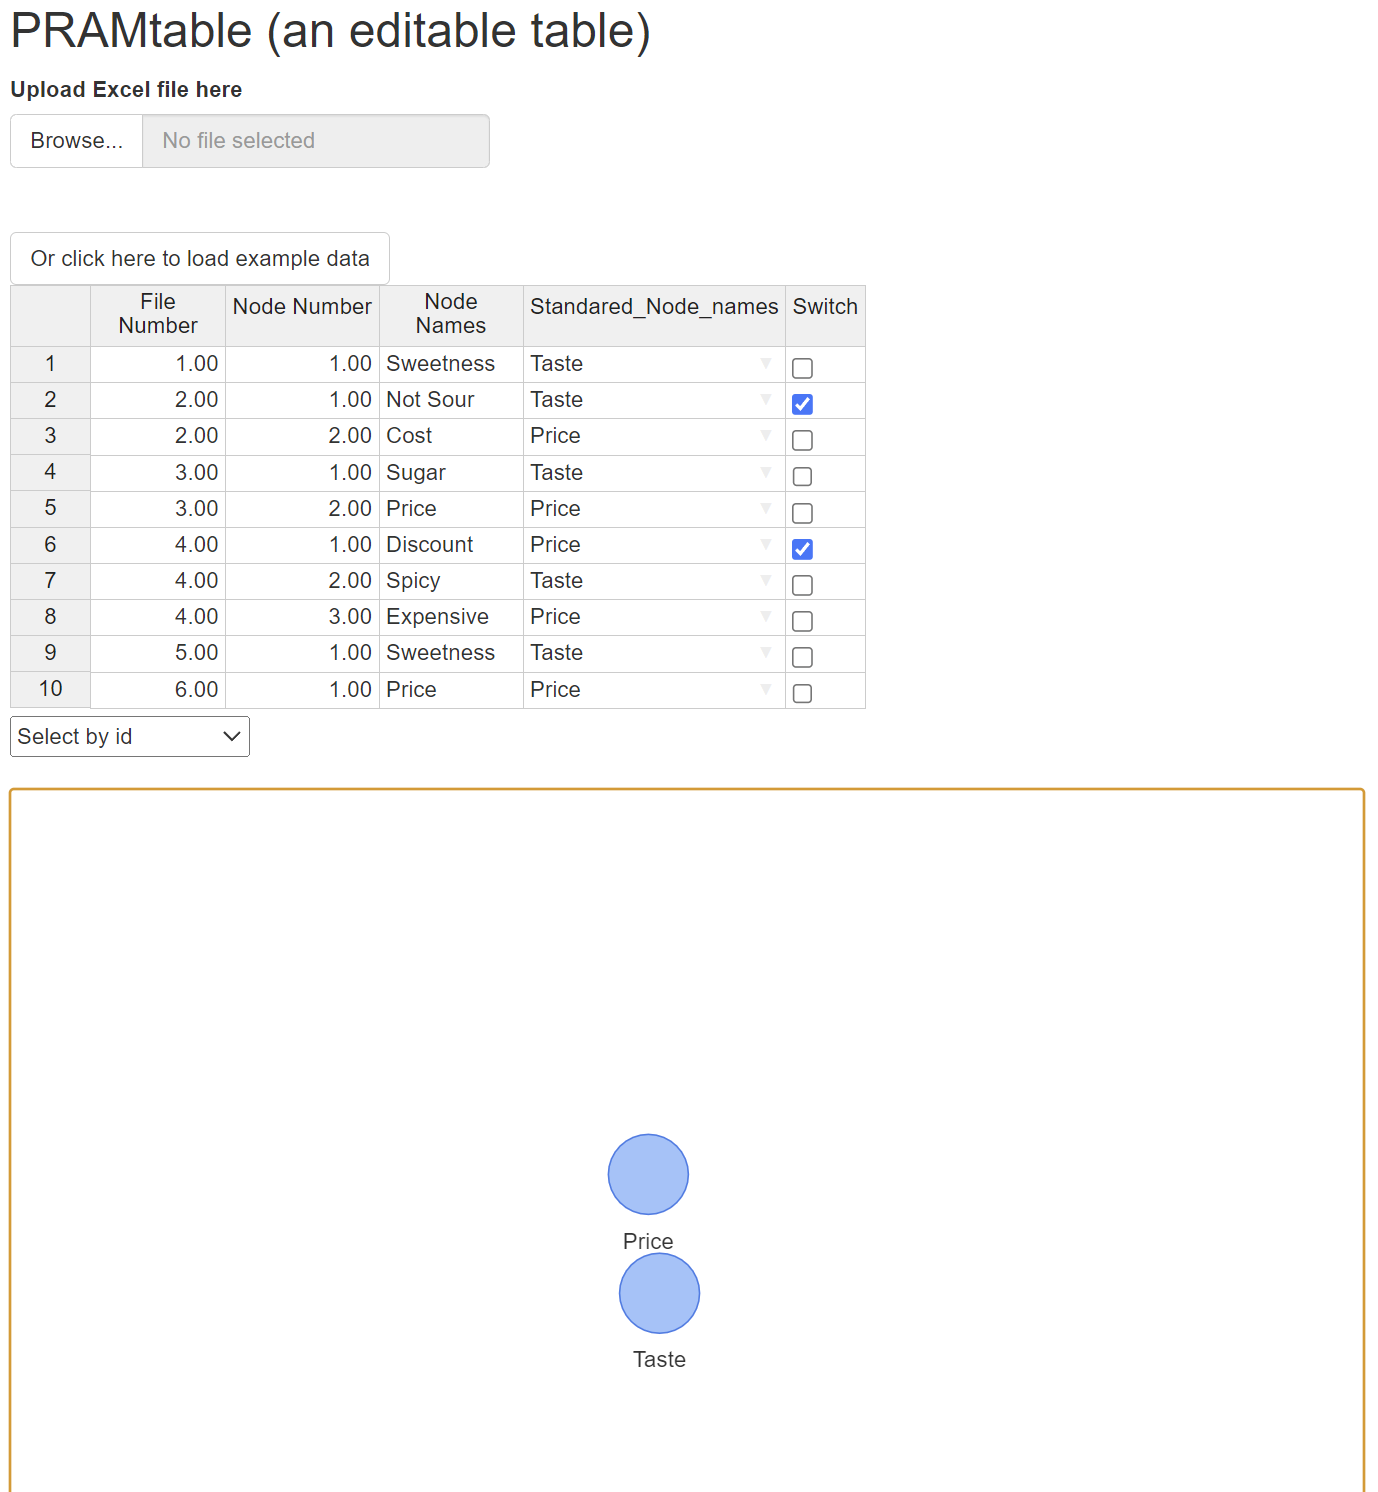 PRAMtable (an editable table)
Upload Excel file here
Browse... No file selected
Or click here to load example data
File Number Node Number Node Names Standared_Node_names Switch
1 1.00 1.00 Sweetness Taste
2 2.00 1.00 Not Sour Taste
3 2.00 2.00 Cost Price
4 3.00 1.00 Sugar Taste
5 3.00 2.00 Price Price
6 4.00 1.00 Discount Price
7 4.00 2.00 Spicy Taste
8 4.00 3.00 Expensive Price
9 5.00 1.00 Sweetness Taste
10 6.00 1.00 Price Price
Select by id
Price
Taste